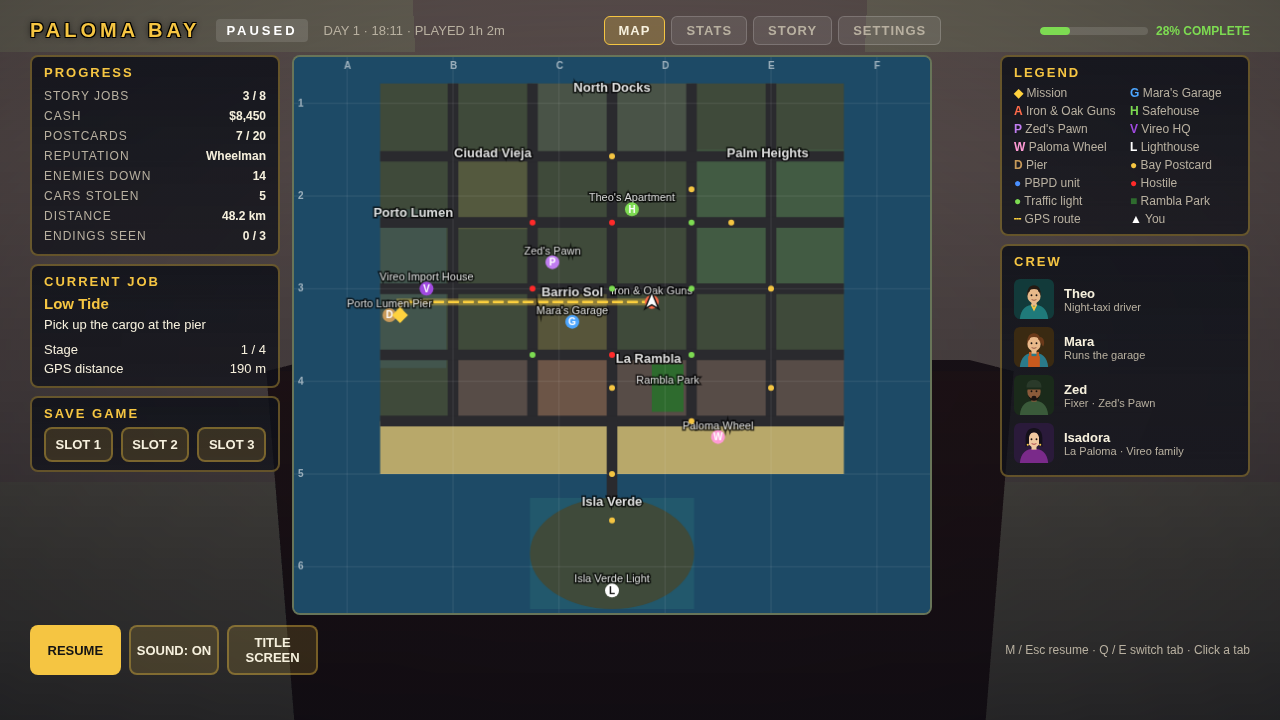 PALOMA BAY
PAUSED
DAY 1 · 18:11 · PLAYED 1h 2m
MAP
STATS
STORY
SETTINGS
28% COMPLETE
PROGRESS
STORY JOBS 3 / 8
CASH $8,450
POSTCARDS 7 / 20
REPUTATION Wheelman
ENEMIES DOWN 14
CARS STOLEN 5
DISTANCE 48.2 km
ENDINGS SEEN 0 / 3
CURRENT JOB
Low Tide
Pick up the cargo at the pier
Stage 1 / 4
GPS distance 190 m
SAVE GAME
SLOT 1
SLOT 2
SLOT 3
A B C D E F
1
2
3
4
5
6
North Docks
Ciudad Vieja
Palm Heights
Theo's Apartment
H
Porto Lumen
Zed's Pawn
P
Vireo Import House
V
Barrio Sol
Iron & Oak Guns
Porto Lumen Pier
D
Mara's Garage
G
La Rambla
Rambla Park
Paloma Wheel
W
Isla Verde
Isla Verde Light
L
LEGEND
Mission
G Mara's Garage
A Iron & Oak Guns
H Safehouse
P Zed's Pawn
V Vireo HQ
W Paloma Wheel
L Lighthouse
D Pier
Bay Postcard
PBPD unit
Hostile
Traffic light
Rambla Park
GPS route
You
CREW
Theo
Night-taxi driver
Mara
Runs the garage
Zed
Fixer · Zed's Pawn
Isadora
La Paloma · Vireo family
RESUME
SOUND: ON
TITLE
SCREEN
M / Esc resume · Q / E switch tab · Click a tab